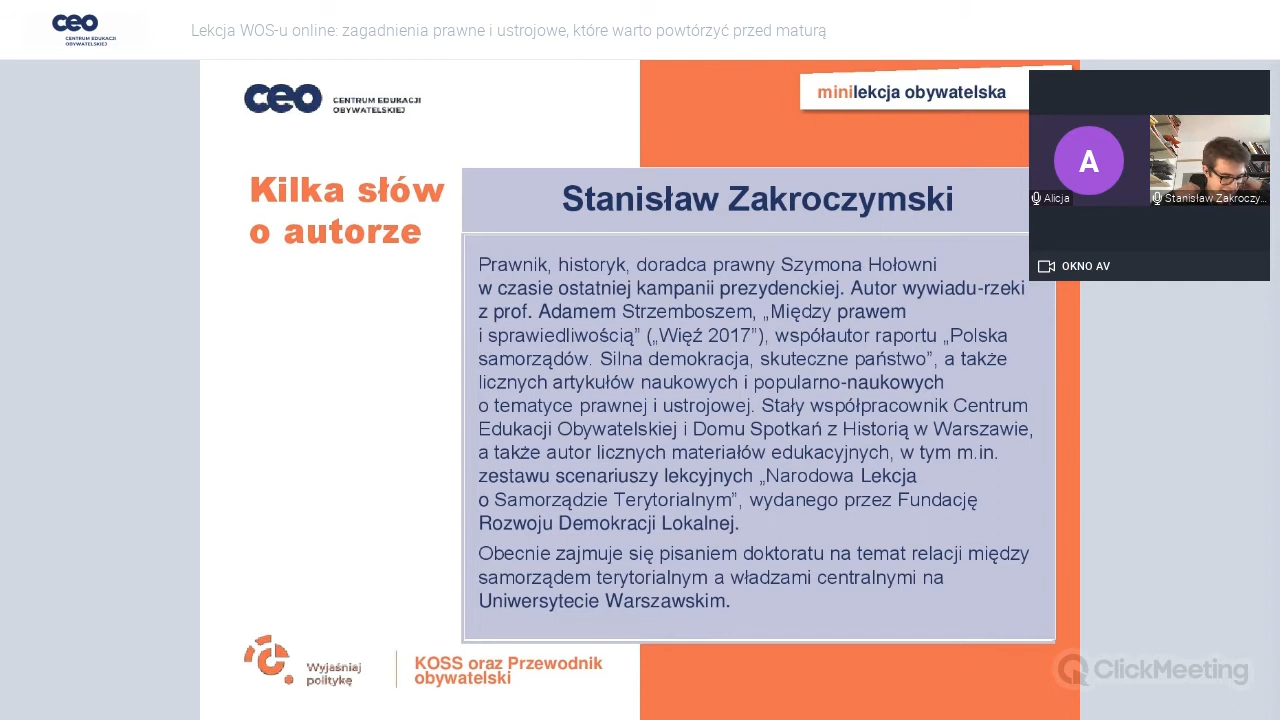 ceo
CENTRUM EDUKACJI
OBYWATELSKIEJ
Lekcja WOS-u online: zagadnienia prawne i ustrojowe, które warto powtórzyć przed maturą
ceo
CENTRUM EDUKACJI
OBYWATELSKIEJ
minilekcja obywatelska
Kilka słów
o autorze
Stanisław Zakroczymski
A
Alicja
Stanisław Zakroczy...
OKNO AV
Prawnik, historyk, doradca prawny Szymona Hołowni
w czasie ostatniej kampanii prezydenckiej. Autor wywiadu-rzeki
z prof. Adamem Strzemboszem, „Między prawem
i sprawiedliwością” („Więź 2017”), współautor raportu „Polska
samorządów. Silna demokracja, skuteczne państwo”, a także
licznych artykułów naukowych i popularno-naukowych
o tematyce prawnej i ustrojowej. Stały współpracownik Centrum
Edukacji Obywatelskiej i Domu Spotkań z Historią w Warszawie,
a także autor licznych materiałów edukacyjnych, w tym m.in.
zestawu scenariuszy lekcyjnych „Narodowa Lekcja
o Samorządzie Terytorialnym”, wydanego przez Fundację
Rozwoju Demokracji Lokalnej.
Obecnie zajmuje się pisaniem doktoratu na temat relacji między
samorządem terytorialnym a władzami centralnymi na
Uniwersytecie Warszawskim.
Wyjaśniaj
politykę
KOSS oraz Przewodnik
obywatelski
ClickMeeting